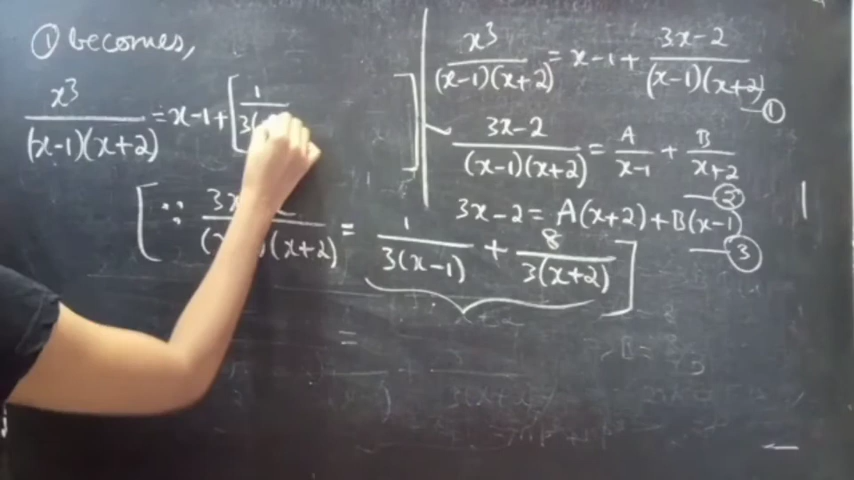 ① becomes,
x³/((x-1)(x+2)) = x-1+[1/3(
[∵ 3x /( )(x+2) = 1/(3(x-1)) + 8/(3(x+2))]
=
x³/((x-1)(x+2)) = x-1+ (3x-2)/((x-1)(x+2)) ①
(3x-2)/((x-1)(x+2)) = A/(x-1) + B/(x+2) ②
3x-2 = A(x+2)+B(x-1) ③